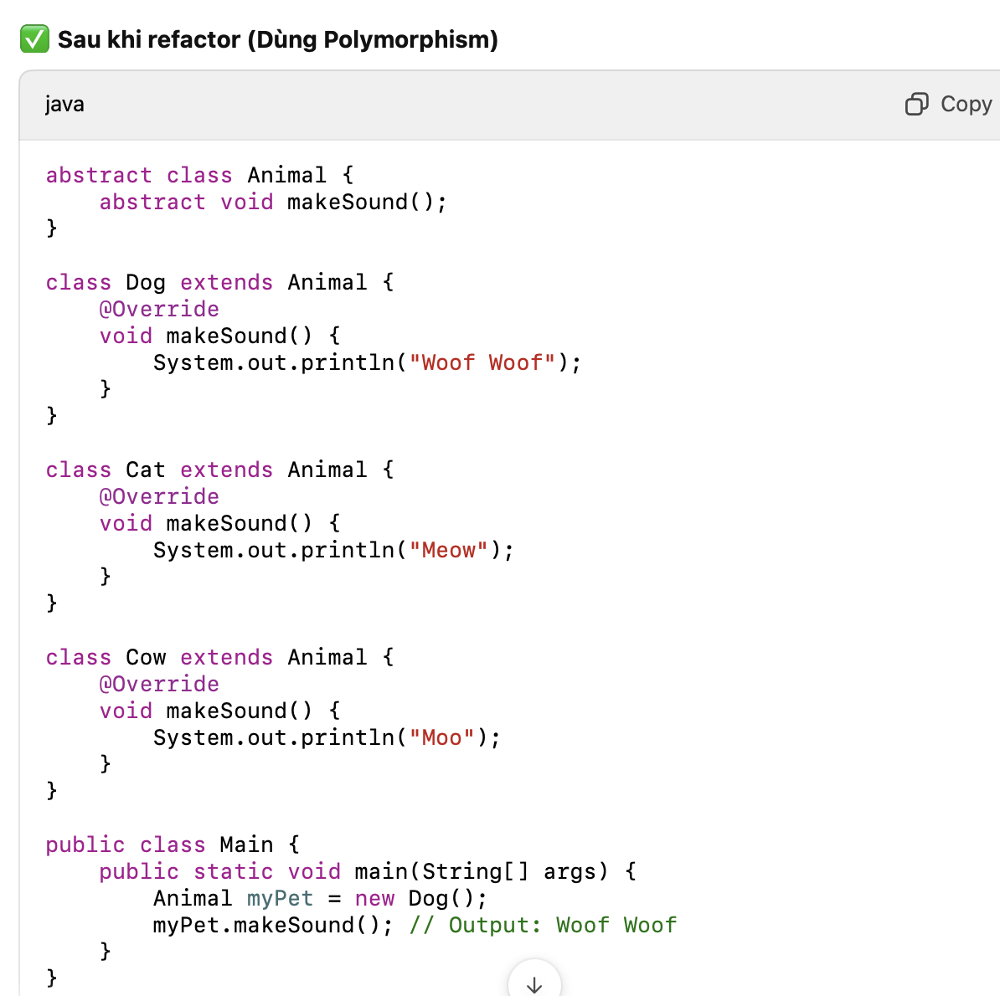 ✅ Sau khi refactor (Dùng Polymorphism)
java
Copy
abstract class Animal {
    abstract void makeSound();
}
class Dog extends Animal {
    @Override
    void makeSound() {
        System.out.println("Woof Woof");
    }
}
class Cat extends Animal {
    @Override
    void makeSound() {
        System.out.println("Meow");
    }
}
class Cow extends Animal {
    @Override
    void makeSound() {
        System.out.println("Moo");
    }
}
public class Main {
    public static void main(String[] args) {
        Animal myPet = new Dog();
        myPet.makeSound(); // Output: Woof Woof
    }
}